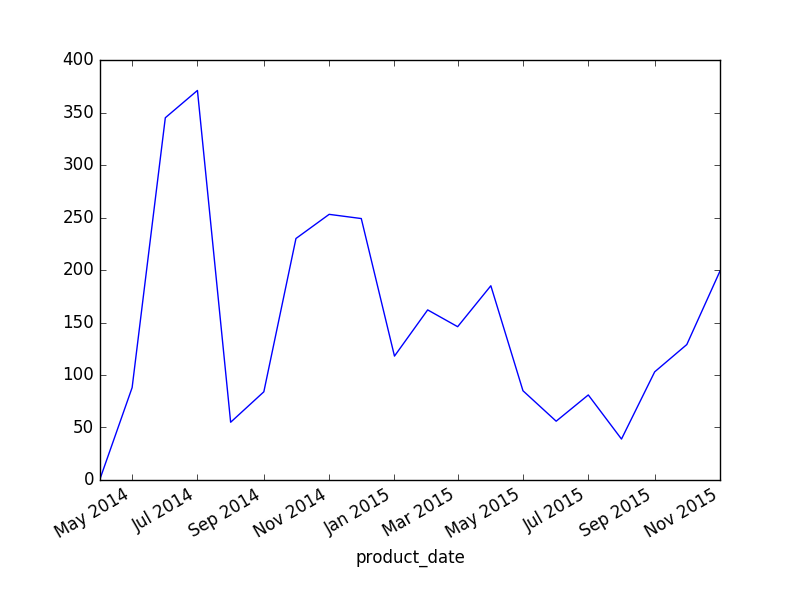 400
350
300
250
200
150
100
50
0
May 2014
Jul 2014
Sep 2014
Nov 2014
Jan 2015
Mar 2015
May 2015
Jul 2015
Sep 2015
Nov 2015
product_date